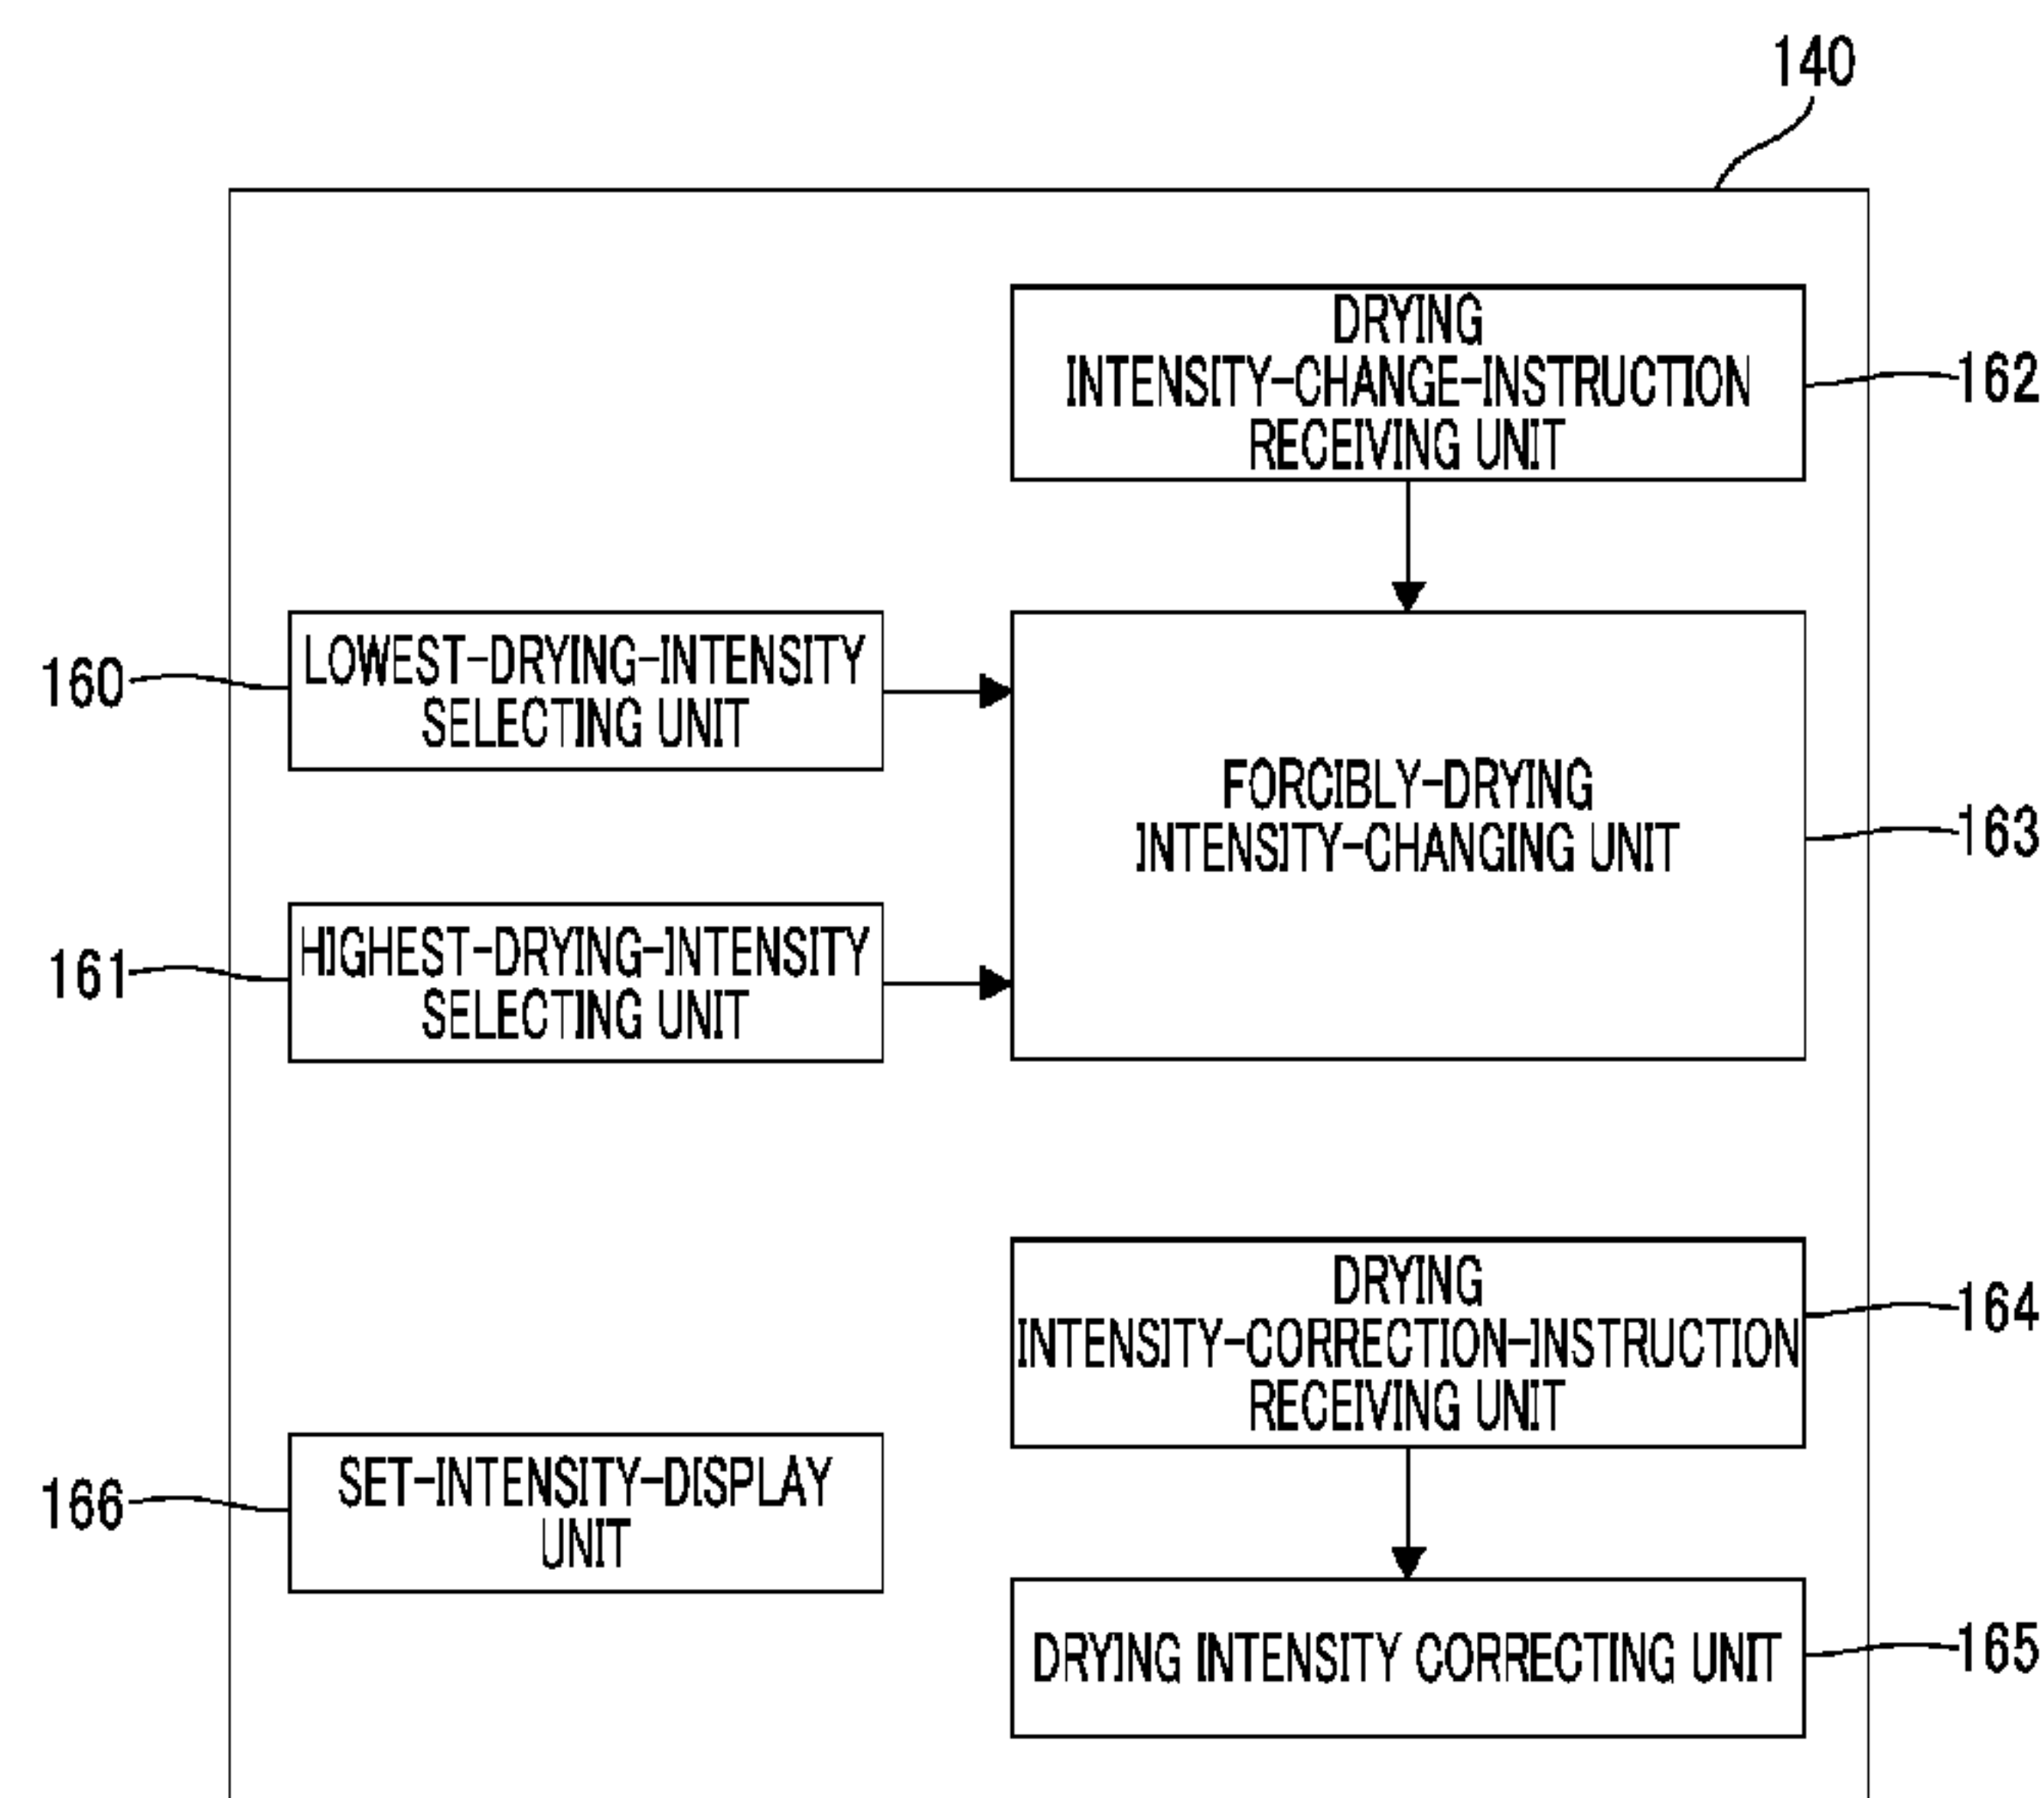 140
DRYING
INTENSITY-CHANGE-INSTRUCTION
RECEIVING UNIT
162
160
LOWEST-DRYING-INTENSITY
SELECTING UNIT
FORCIBLY-DRYING
INTENSITY-CHANGING UNIT
163
161
HIGHEST-DRYING-INTENSITY
SELECTING UNIT
DRYING
INTENSITY-CORRECTION-INSTRUCTION
RECEIVING UNIT
164
166
SET-INTENSITY-DISPLAY
UNIT
DRYING INTENSITY CORRECTING UNIT
165